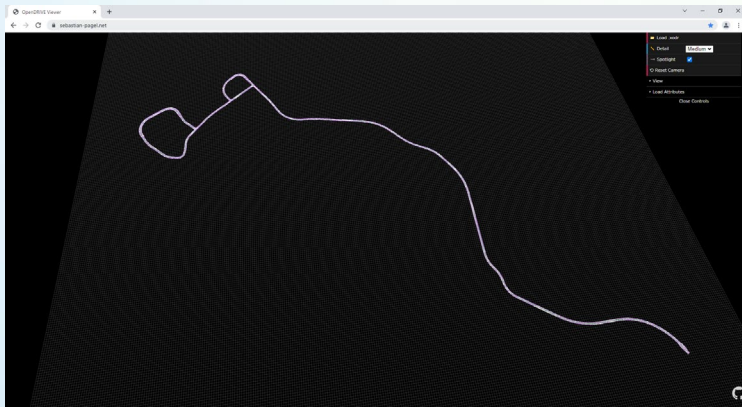 OpenDRIVE Viewer
sebastian-pagel.net
Load .xodr
Detail Medium
Spotlight
Reset Camera
View
Load Attributes
Close Controls